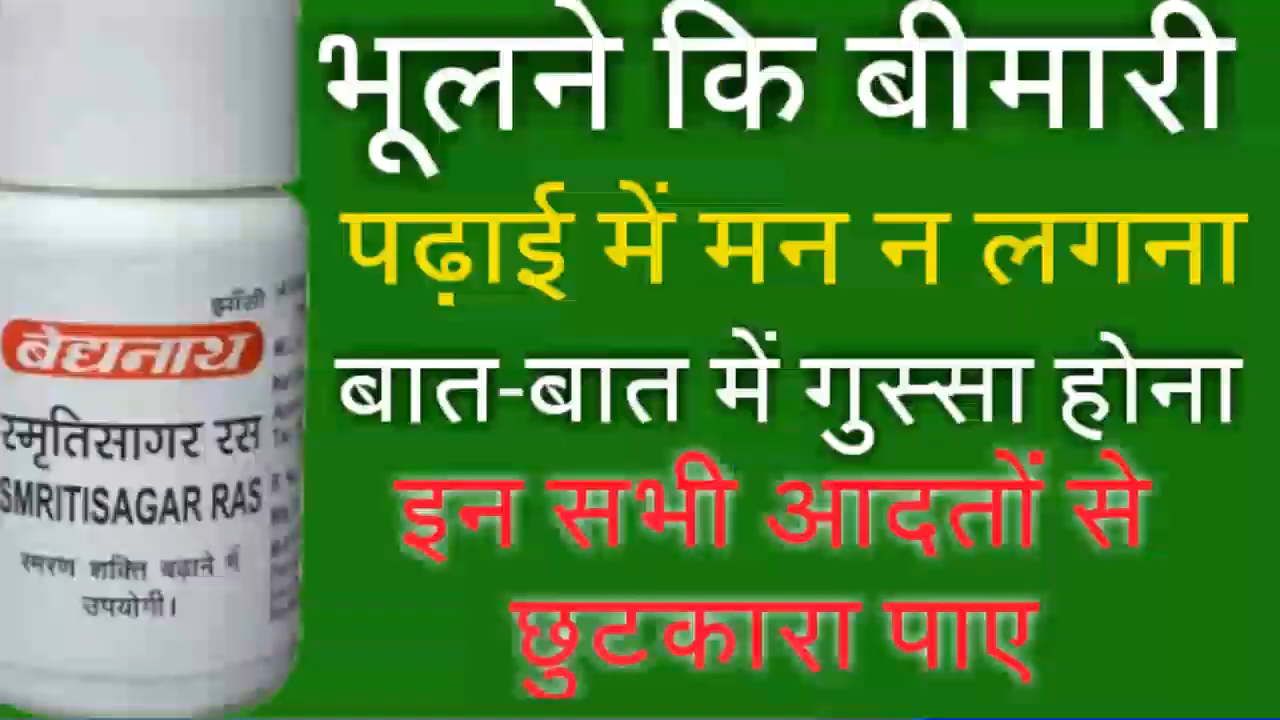 भूलने कि बीमारी
पढ़ाई में मन न लगना
बात-बात में गुस्सा होना
इन सभी आदतों से
छुटकारा पाए
झाँसी
बैद्यनाथ
स्मृतिसागर रस
SMRITISAGAR RAS
स्मरण शक्ति बढ़ाने में
उपयोगी।